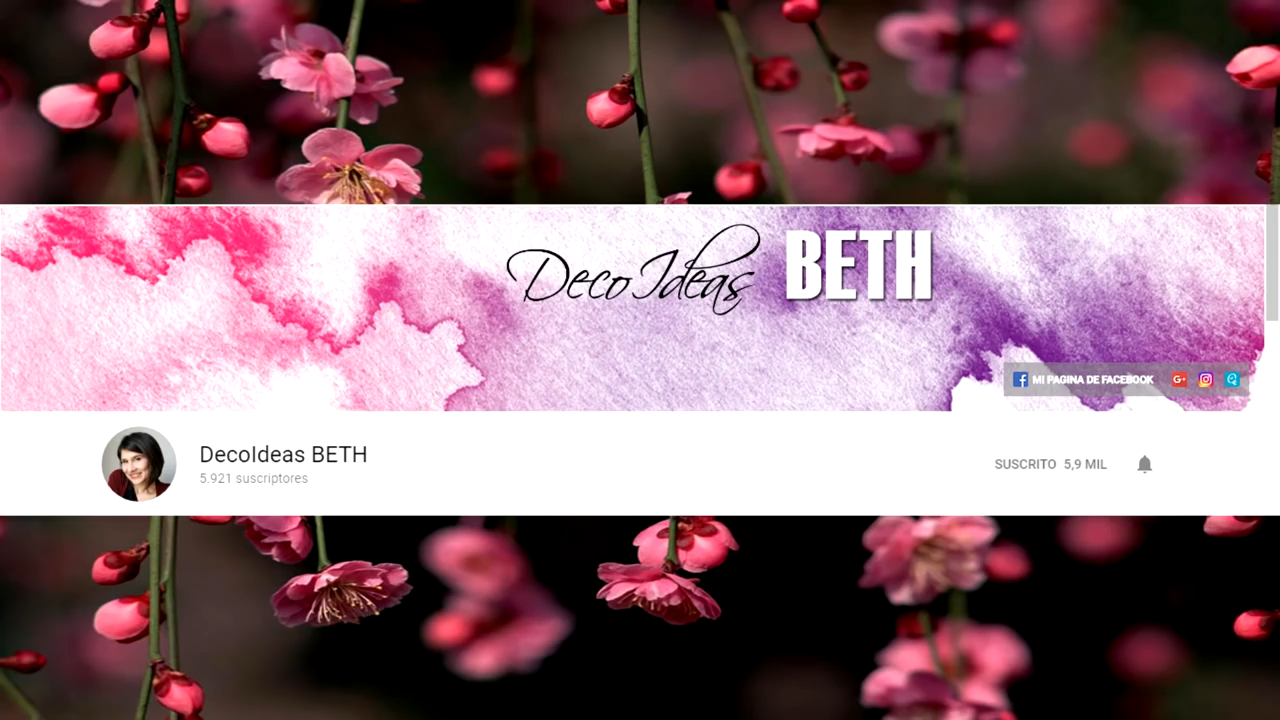 DecoIdeas BETH
MI PAGINA DE FACEBOOK G+
DecoIdeas BETH
5.921 suscriptores
SUSCRITO 5,9 MIL